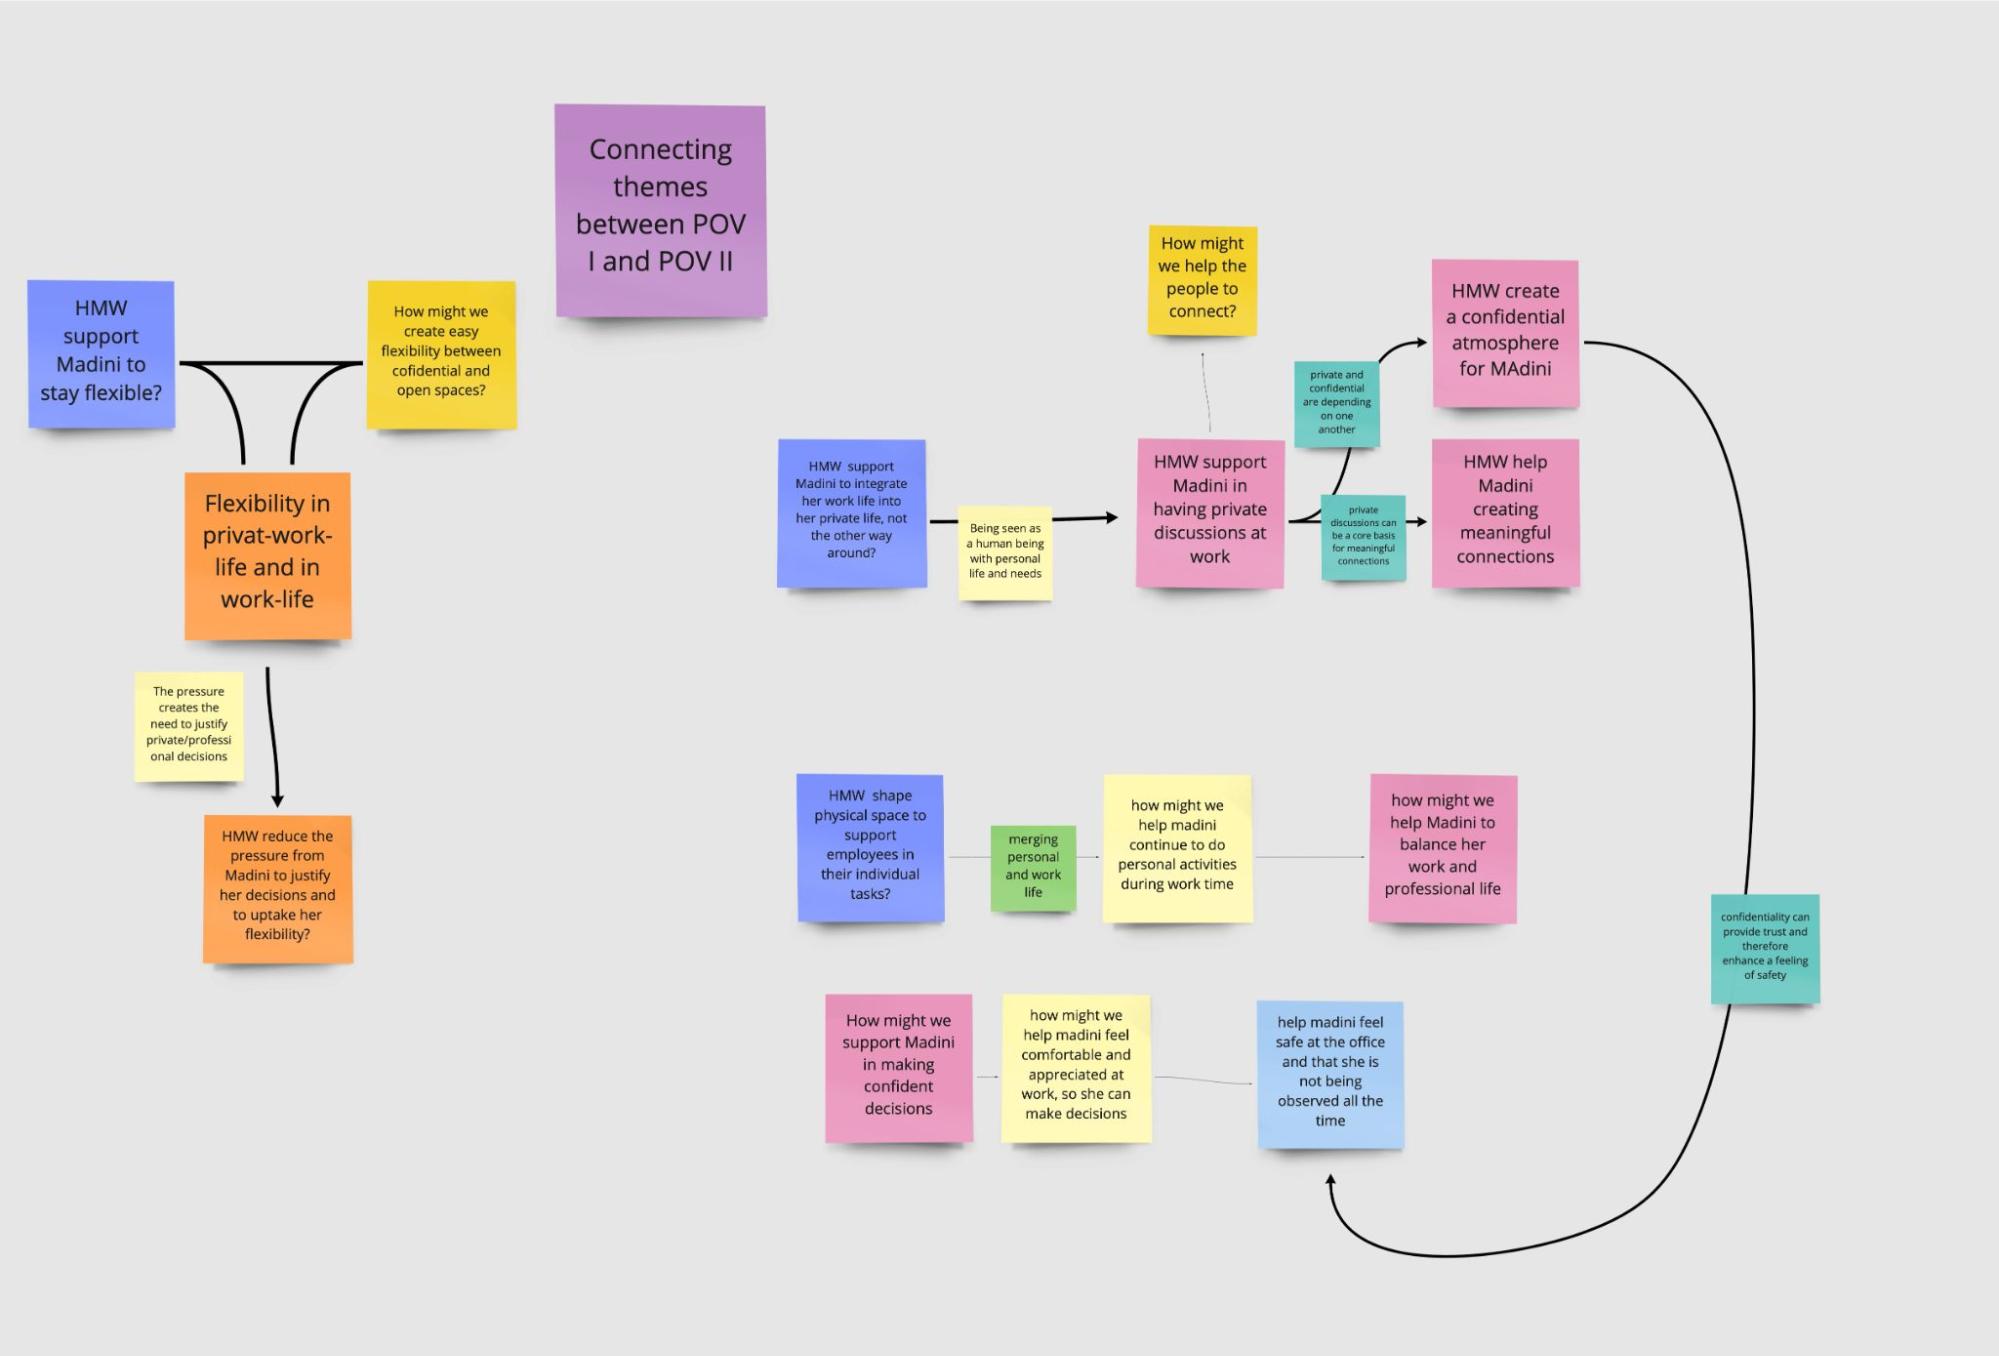 Connecting
themes
between POV
I and POV II
HMW
support
Madini to
stay flexible?
How might we
create easy
flexibility between
cofidential and
open spaces?
Flexibility in
privat-work-
life and in
work-life
The pressure
creates the
need to justify
private/professi
onal decisions
HMW reduce the
pressure from
Madini to justify
her decisions and
to uptake her
flexibility?
How might
we help the
people to
connect?
HMW create
a confidential
atmosphere
for MAdini
private and
confidential
are depending
on one
another
HMW support
Madini to integrate
her work life into
her private life, not
the other way
around?
Being seen as
a human being
with personal
life and needs
HMW support
Madini in
having private
discussions at
work
private
discussions can
be a core basis
for meaningful
connections
HMW help
Madini
creating
meaningful
connections
HMW shape
physical space to
support
employees in
their individual
tasks?
merging
personal
and work
life
how might we
help madini
continue to do
personal activities
during work time
how might we
help Madini to
balance her
work and
professional life
confidentiality can
provide trust and
therefore
enhance a feeling
of safety
How might we
support Madini
in making
confident
decisions
how might we
help madini feel
comfortable and
appreciated at
work, so she can
make decisions
help madini feel
safe at the office
and that she is
not being
observed all the
time